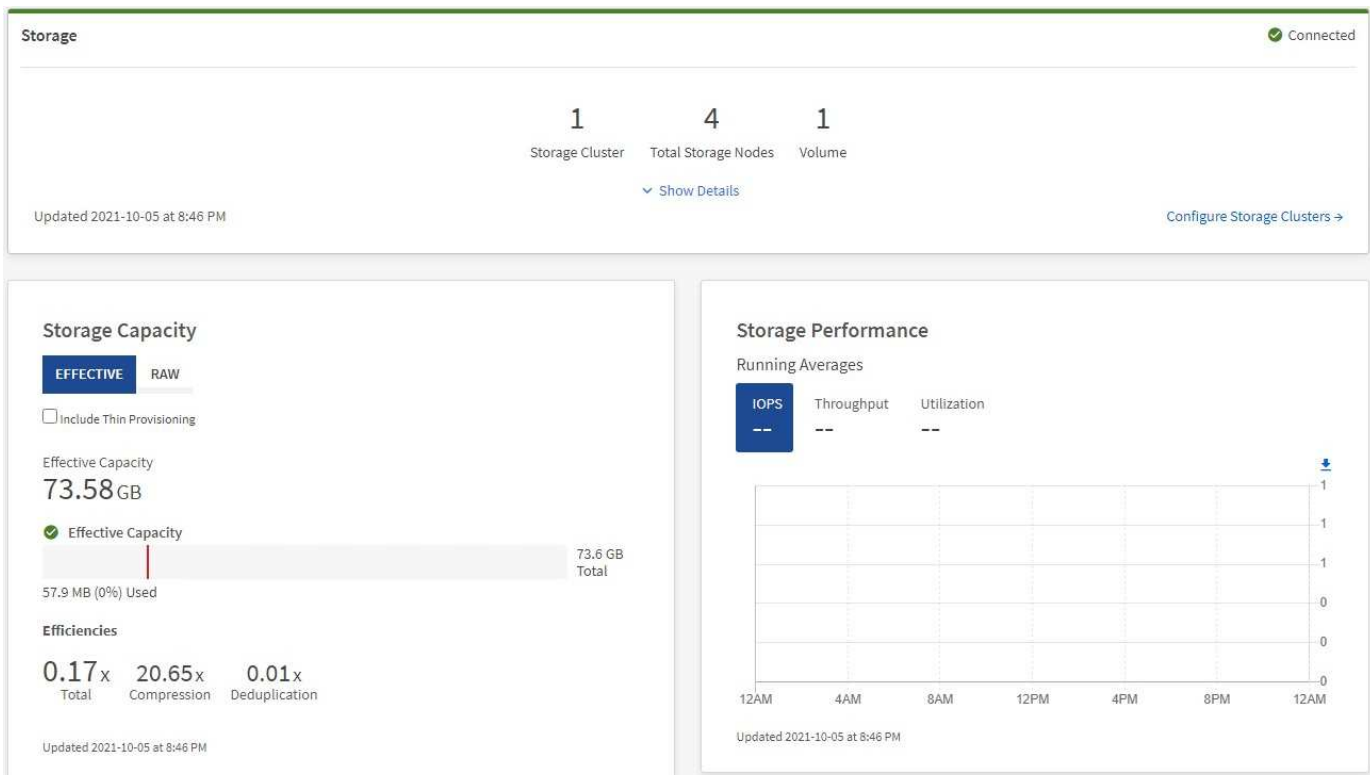 Storage
Connected
1 4 1
Storage Cluster Total Storage Nodes Volume
Show Details
Updated 2021-10-05 at 8:46 PM
Configure Storage Clusters →
Storage Capacity
EFFECTIVE RAW
Include Thin Provisioning
Effective Capacity
73.58 GB
Effective Capacity
73.6 GB
Total
57.9 MB (0%) Used
Efficiencies
0.17x 20.65x 0.01x
Total Compression Deduplication
Updated 2021-10-05 at 8:46 PM
Storage Performance
Running Averages
IOPS Throughput Utilization
-- -- --
1
1
1
0
0
0
12AM 4AM 8AM 12PM 4PM 8PM 12AM
Updated 2021-10-05 at 8:46 PM